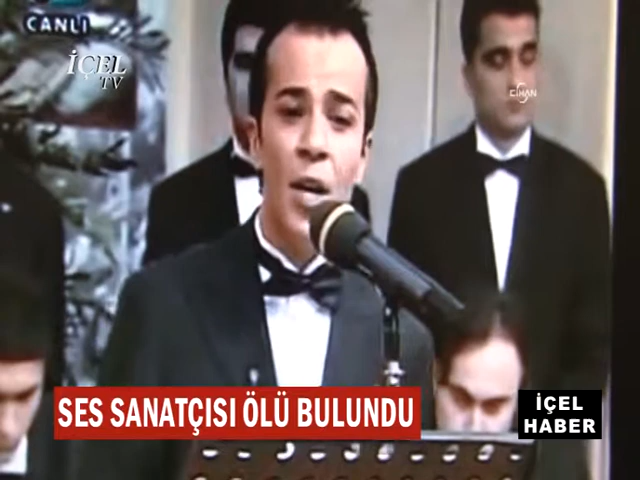 CANLI
İÇEL
TV
CİHAN
SES SANATÇISI ÖLÜ BULUNDU
İÇEL
HABER